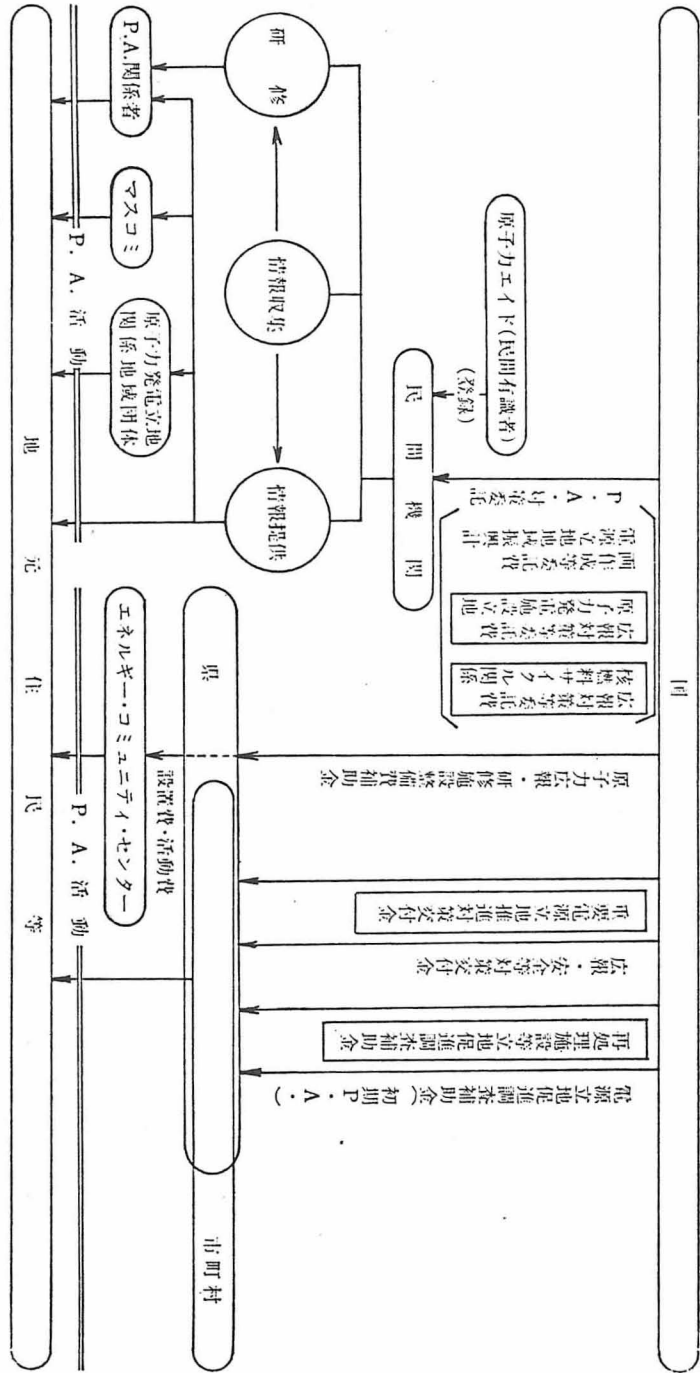 国
P・A・対策委託
電源立地地域振興計
画作成等委託費
原子力発電施設立地
広報対策等委託費
核燃料サイクル関係
広報対策等委託費
原子力広報・研修施設整備費補助金
重要電源立地推進対策交付金
広報・安全等対策交付金
再処理施設等立地促進調査補助金
電源立地促進調査補助金(初期P・A・)
原子力エイド(民間有識者)
(登録)
民間機関
研修
情報収集
情報提供
県
市町村
設置費・活動費
P.A.関係者
マスコミ
原子力発電立地
関係地域団体
エネルギー・コミュニティ・センター
P. A. 活動
P. A. 活動
地元住民等